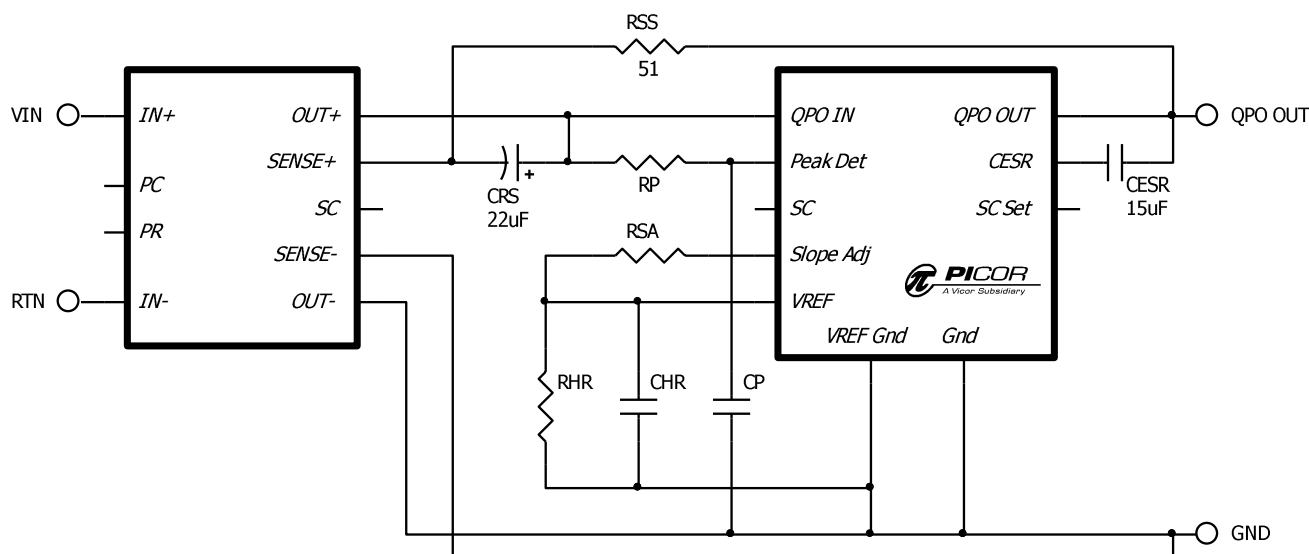 RSS
51
VIN
IN+
OUT+
QPO IN
QPO OUT
QPO OUT
SENSE+
CRS
22uF
+
RP
Peak Det
CESR
CESR
15uF
PC
SC
SC
SC Set
PR
RSA
SENSE-
Slope Adj
PICOR
A Vicor Subsidiary
RTN
IN-
OUT-
VREF
VREF Gnd
Gnd
RHR
CHR
CP
GND